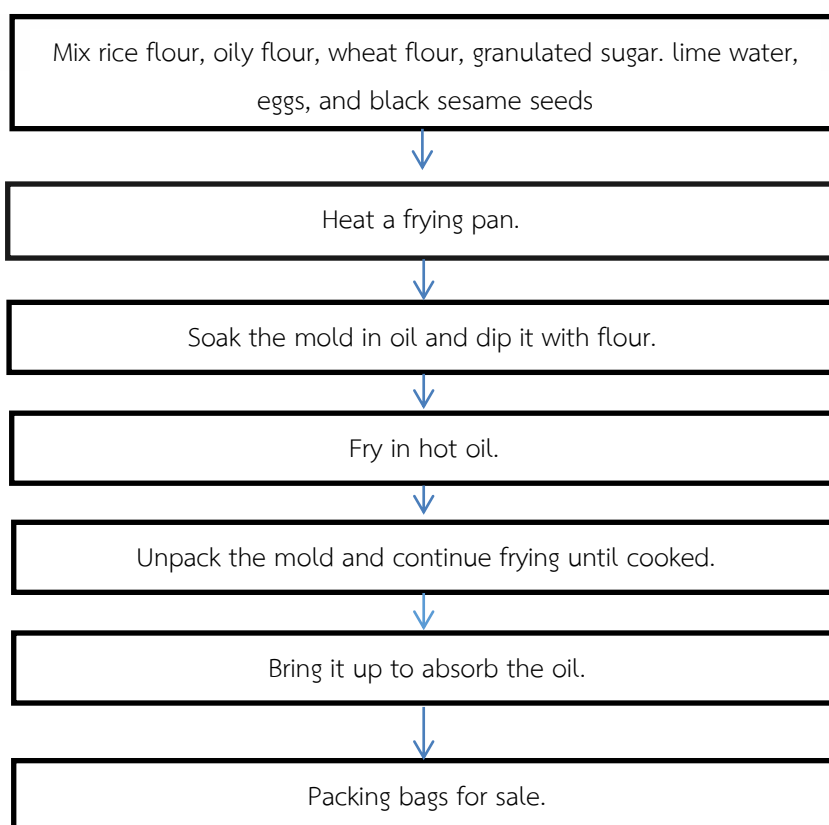 Mix rice flour, oily flour, wheat flour, granulated sugar. lime water,
eggs, and black sesame seeds
Heat a frying pan.
Soak the mold in oil and dip it with flour.
Fry in hot oil.
Unpack the mold and continue frying until cooked.
Bring it up to absorb the oil.
Packing bags for sale.